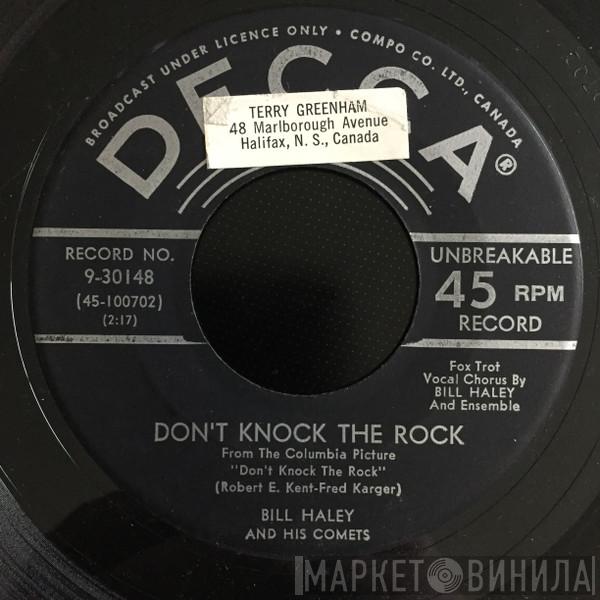 BROADCAST UNDER LICENCE ONLY • COMPO CO. LTD., CANADA
DECCA®
TERRY GREENHAM
48 Marlborough Avenue
Halifax, N. S., Canada
RECORD NO.
9-30148
(45-100702)
(2:17)
UNBREAKABLE
45 RPM
RECORD
Fox Trot
Vocal Chorus By
BILL HALEY
And Ensemble
DON'T KNOCK THE ROCK
From The Columbia Picture
"Don't Knock The Rock"
(Robert E. Kent-Fred Karger)
BILL HALEY
AND HIS COMETS
МАРКЕТ ВИНИЛА